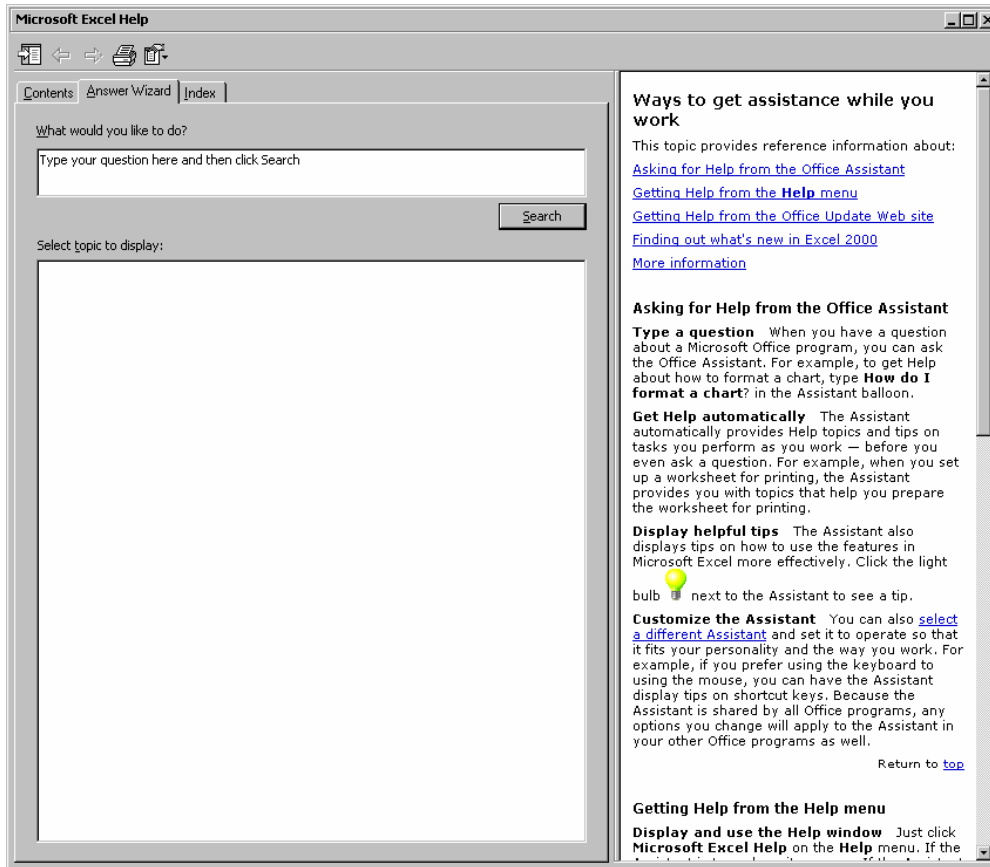 Microsoft Excel Help
Contents
Answer Wizard
Index
What would you like to do?
Type your question here and then click Search
Search
Select topic to display:
Ways to get assistance while you
work
This topic provides reference information about:
Asking for Help from the Office Assistant
Getting Help from the Help menu
Getting Help from the Office Update Web site
Finding out what's new in Excel 2000
More information
Asking for Help from the Office Assistant
Type a question When you have a question
about a Microsoft Office program, you can ask
the Office Assistant. For example, to get Help
about how to format a chart, type How do I
format a chart? in the Assistant balloon.
Get Help automatically The Assistant
automatically provides Help topics and tips on
tasks you perform as you work — before you
even ask a question. For example, when you set
up a worksheet for printing, the Assistant
provides you with topics that help you prepare
the worksheet for printing.
Display helpful tips The Assistant also
displays tips on how to use the features in
Microsoft Excel more effectively. Click the light
bulb next to the Assistant to see a tip.
Customize the Assistant You can also select
a different Assistant and set it to operate so that
it fits your personality and the way you work. For
example, if you prefer using the keyboard to
using the mouse, you can have the Assistant
display tips on shortcut keys. Because the
Assistant is shared by all Office programs, any
options you change will apply to the Assistant in
your other Office programs as well.
Return to top
Getting Help from the Help menu
Display and use the Help window Just click
Microsoft Excel Help on the Help menu. If the